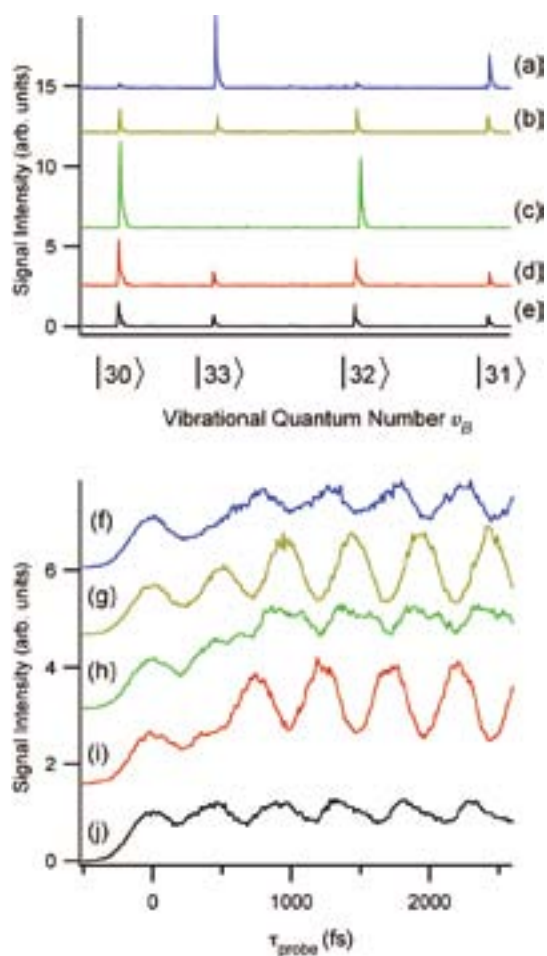 Signal Intensity (arb. units)
15
10
5
0
(a)
(b)
(c)
(d)
(e)
|30⟩ |33⟩ |32⟩ |31⟩
Vibrational Quantum Number υB
Signal Intensity (arb. units)
6
4
2
0
(f)
(g)
(h)
(i)
(j)
0 1000 2000
τprobe (fs)